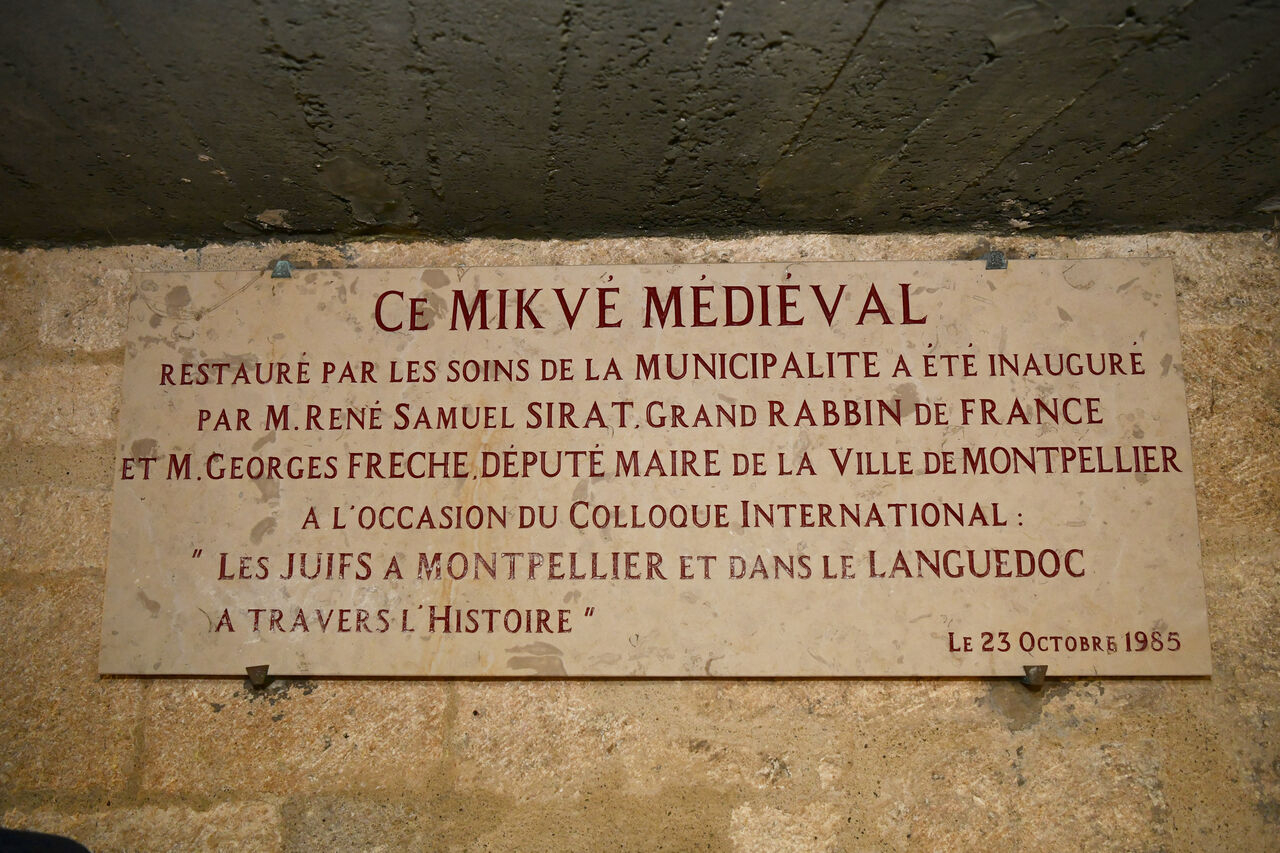 CE MIKVÉ MÉDIÉVAL
RESTAURÉ PAR LES SOINS DE LA MUNICIPALITE A ÉTÉ INAUGURÉ
PAR M. RENÉ SAMUEL SIRAT, GRAND RABBIN DE FRANCE
ET M. GEORGES FRECHE, DÉPUTÉ MAIRE DE LA VILLE DE MONTPELLIER
A L'OCCASION DU COLLOQUE INTERNATIONAL :
" LES JUIFS A MONTPELLIER ET DANS LE LANGUEDOC
A TRAVERS L'HISTOIRE "
LE 23 OCTOBRE 1985